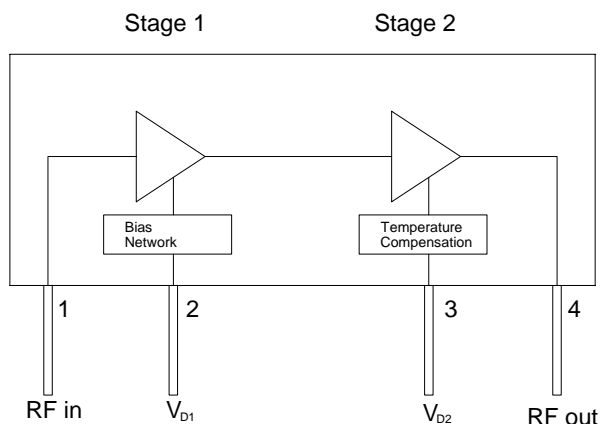 Stage 1 Stage 2
Bias
Network
Temperature
Compensation
1 2 3 4
RF in VD1 VD2 RF out